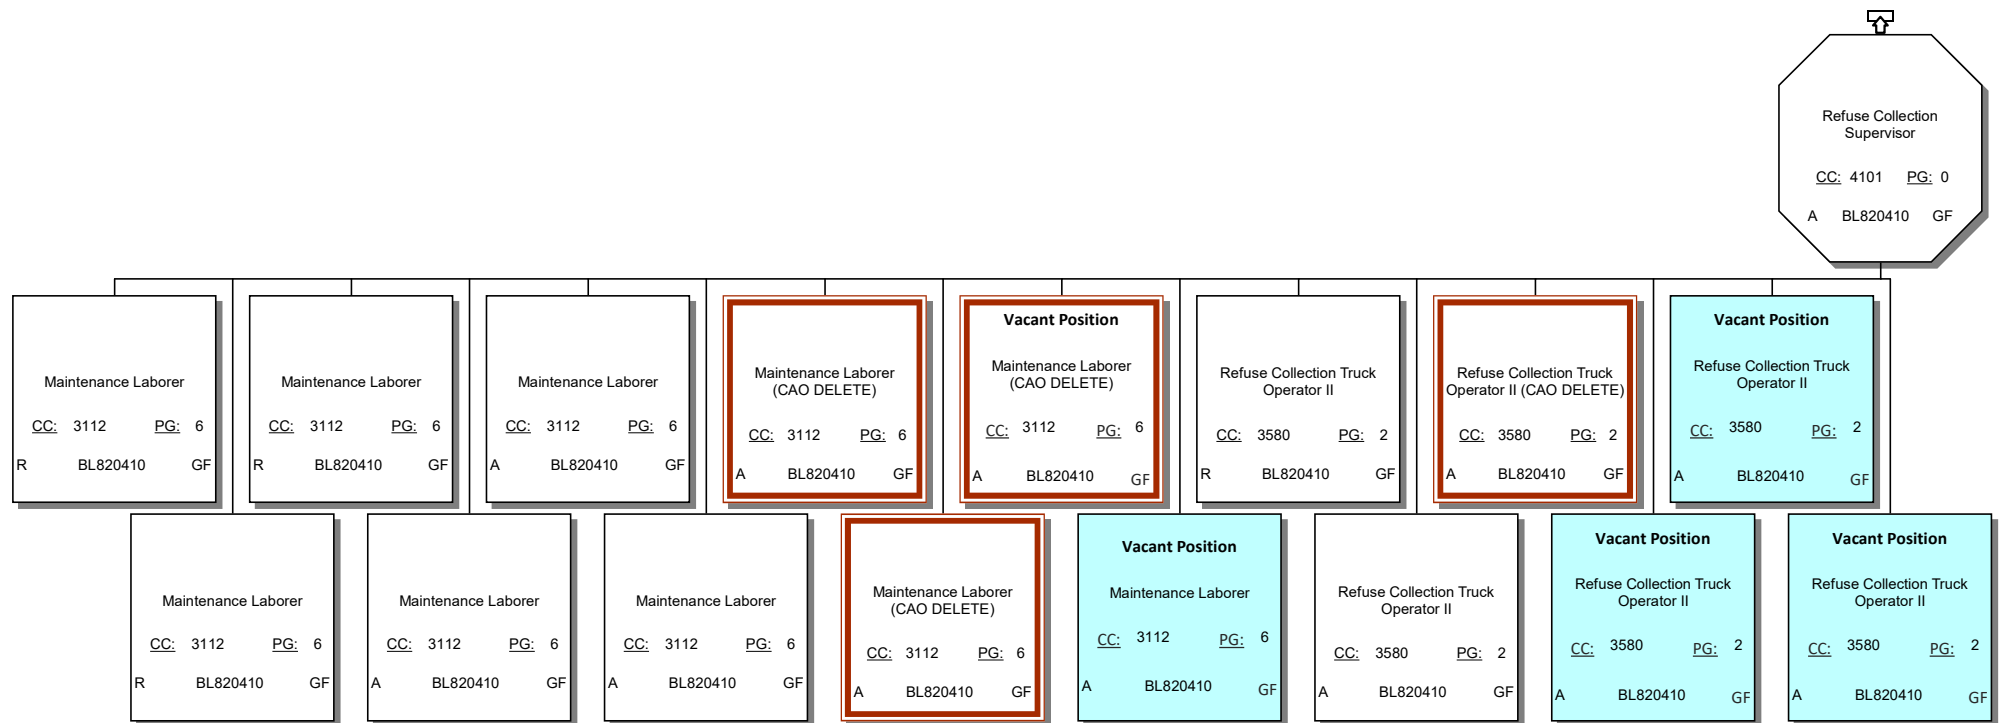 Refuse Collection
Supervisor
CC: 4101 PG: 0
A BL820410 GF
Maintenance Laborer
CC: 3112 PG: 6
R BL820410 GF
Maintenance Laborer
CC: 3112 PG: 6
R BL820410 GF
Maintenance Laborer
CC: 3112 PG: 6
A BL820410 GF
Maintenance Laborer
(CAO DELETE)
CC: 3112 PG: 6
A BL820410 GF
Vacant Position
Maintenance Laborer
(CAO DELETE)
CC: 3112 PG: 6
A BL820410 GF
Refuse Collection Truck
Operator II
CC: 3580 PG: 2
R BL820410 GF
Refuse Collection Truck
Operator II (CAO DELETE)
CC: 3580 PG: 2
A BL820410 GF
Vacant Position
Refuse Collection Truck
Operator II
CC: 3580 PG: 2
A BL820410 GF
Maintenance Laborer
CC: 3112 PG: 6
R BL820410 GF
Maintenance Laborer
CC: 3112 PG: 6
A BL820410 GF
Maintenance Laborer
CC: 3112 PG: 6
A BL820410 GF
Maintenance Laborer
(CAO DELETE)
CC: 3112 PG: 6
A BL820410 GF
Vacant Position
Maintenance Laborer
CC: 3112 PG: 6
A BL820410 GF
Refuse Collection Truck
Operator II
CC: 3580 PG: 2
A BL820410 GF
Vacant Position
Refuse Collection Truck
Operator II
CC: 3580 PG: 2
A BL820410 GF
Vacant Position
Refuse Collection Truck
Operator II
CC: 3580 PG: 2
A BL820410 GF